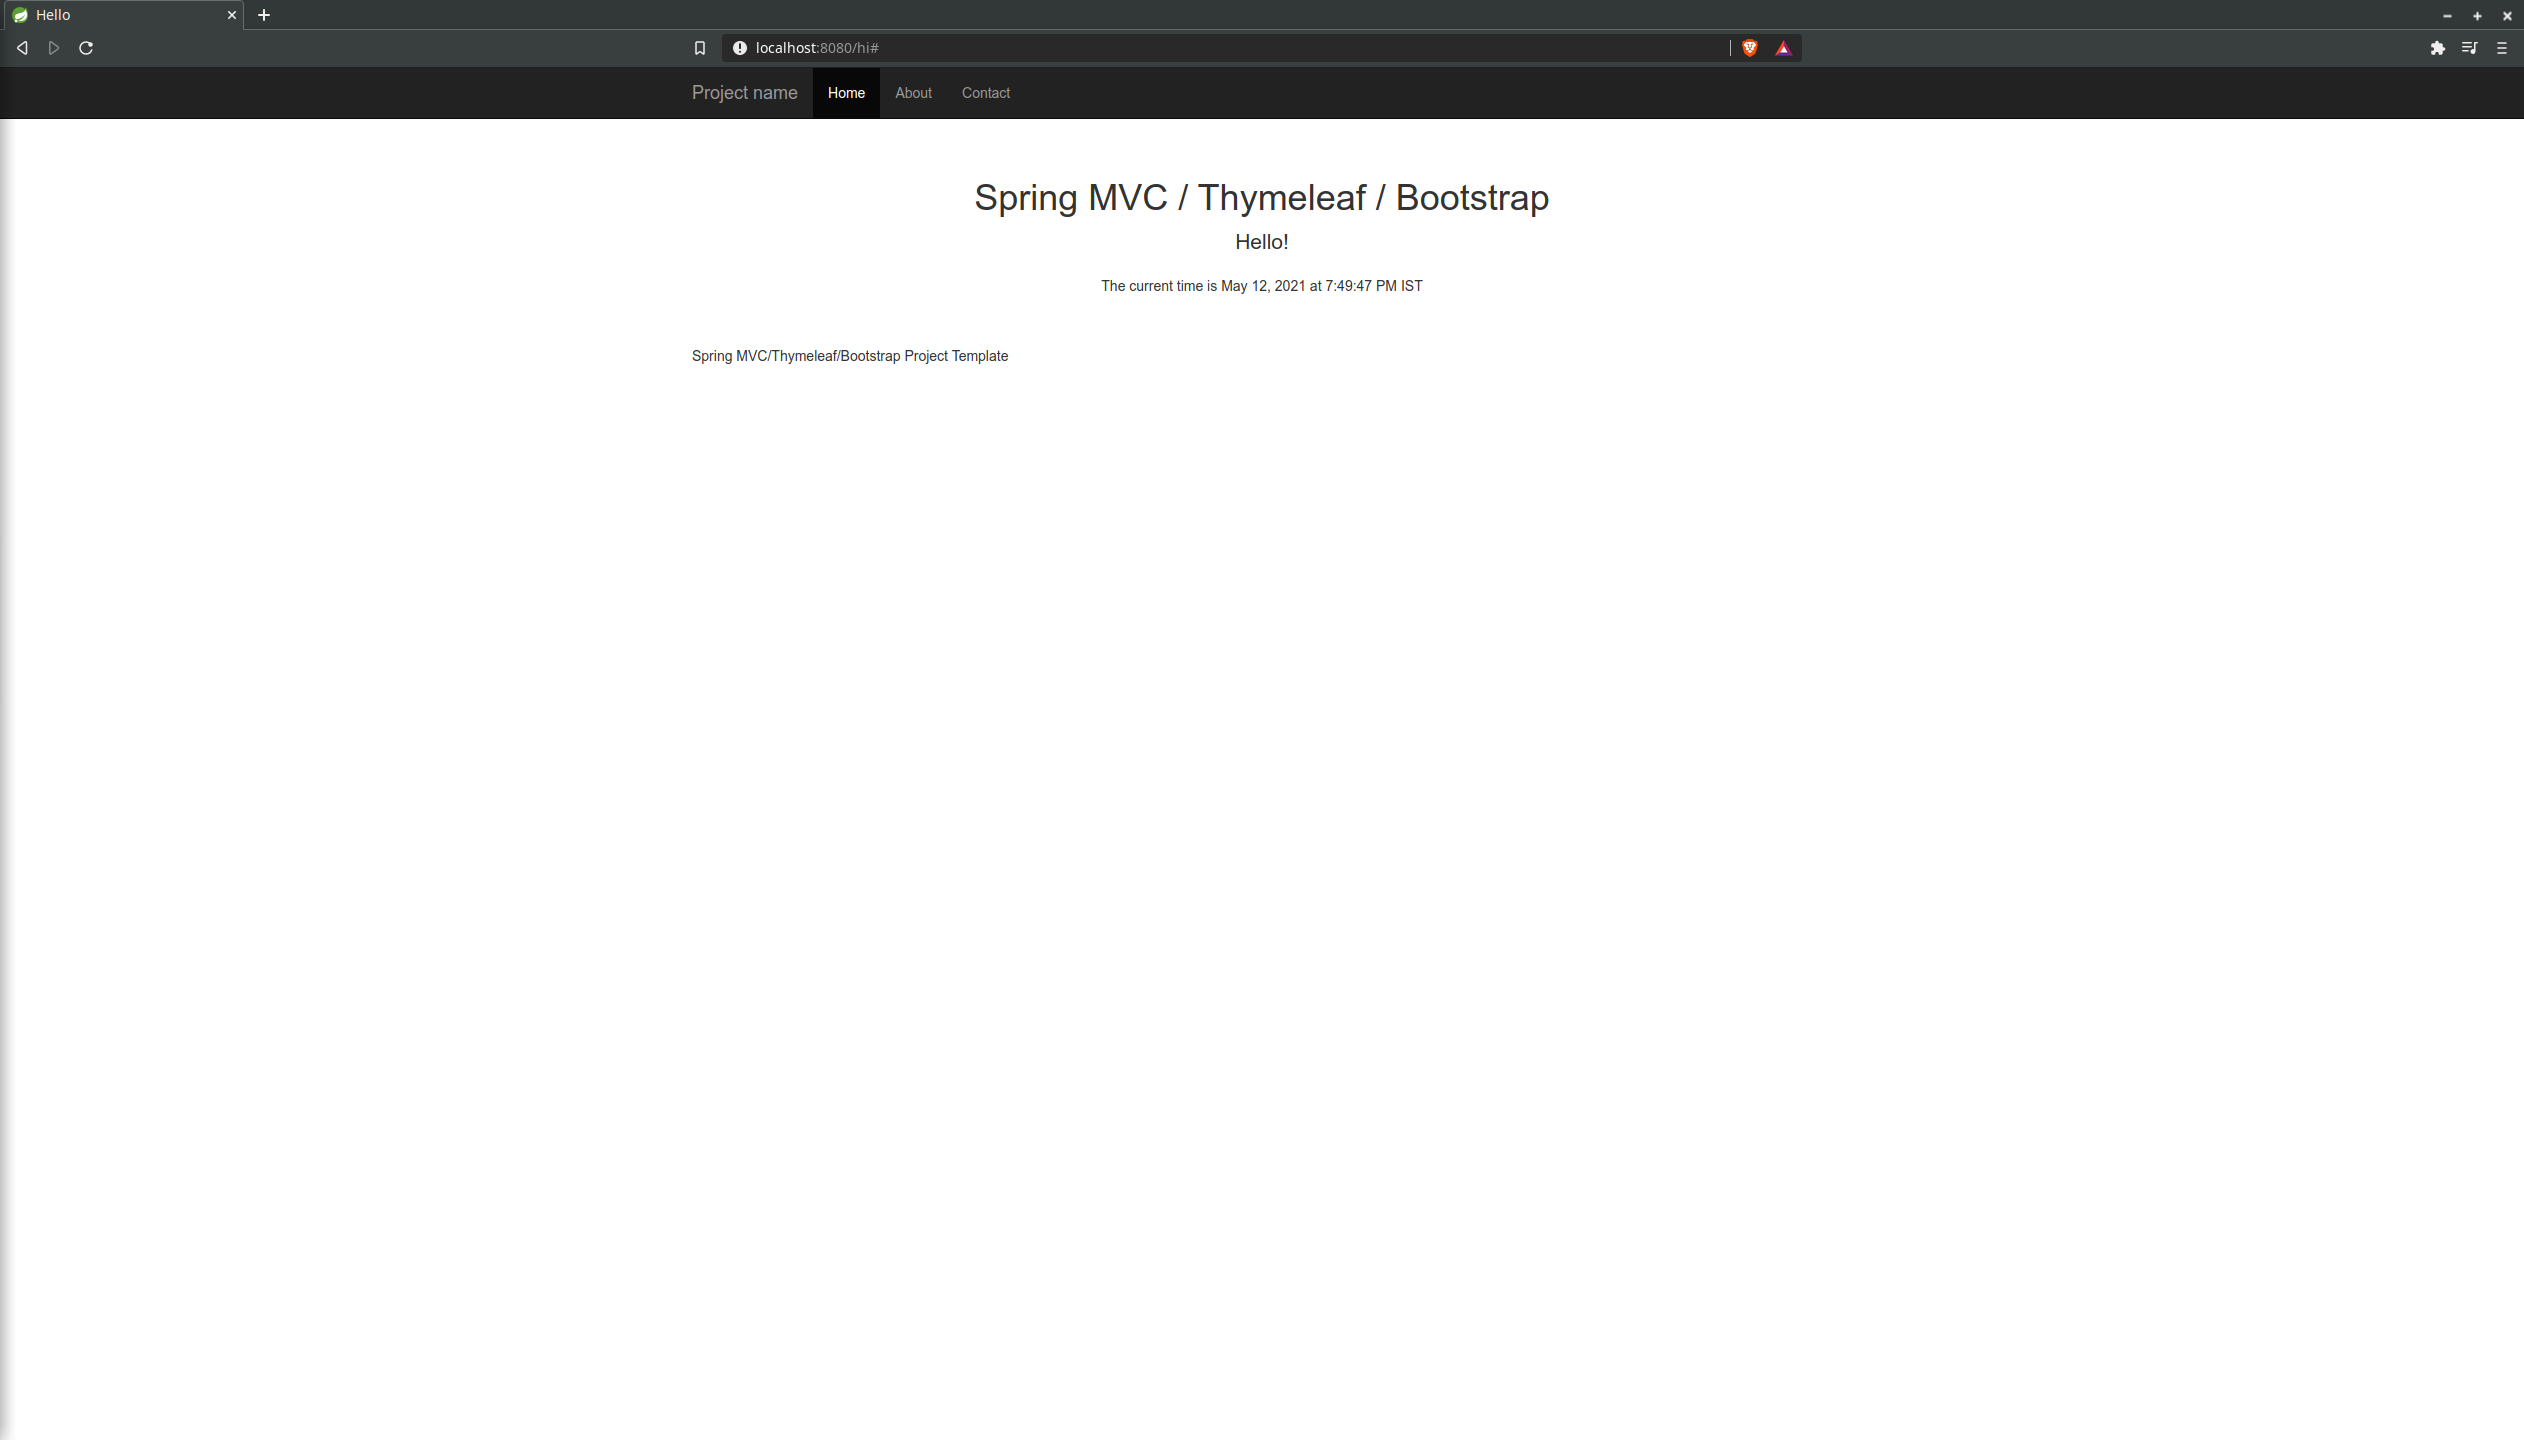 Hello
localhost:8080/hi#
Project name Home About Contact
Spring MVC / Thymeleaf / Bootstrap
Hello!
The current time is May 12, 2021 at 7:49:47 PM IST
Spring MVC/Thymeleaf/Bootstrap Project Template